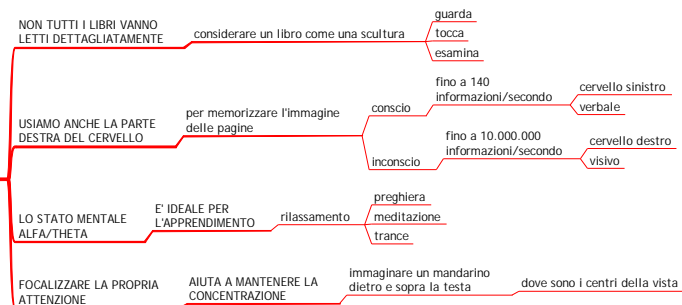 NON TUTTI I LIBRI VANNO
LETTI DETTAGLIATAMENTE
considerare un libro come una scultura
guarda
tocca
esamina
USIAMO ANCHE LA PARTE
DESTRA DEL CERVELLO
per memorizzare l'immagine
delle pagine
conscio
fino a 140
informazioni/secondo
cervello sinistro
verbale
inconscio
fino a 10.000.000
informazioni/secondo
cervello destro
visivo
LO STATO MENTALE
ALFA/THETA
E' IDEALE PER
L'APPRENDIMENTO
rilassamento
preghiera
meditazione
trance
FOCALIZZARE LA PROPRIA
ATTENZIONE
AIUTA A MANTENERE LA
CONCENTRAZIONE
immaginare un mandarino
dietro e sopra la testa
dove sono i centri della vista